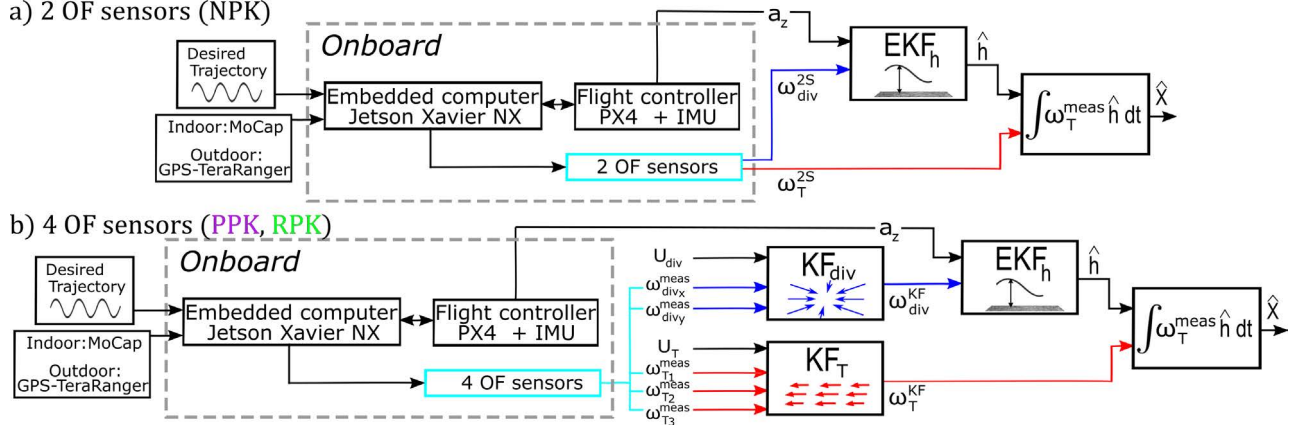 a) 2 OF sensors (NPK)
Onboard
Desired
Trajectory
Indoor:MoCap
Outdoor:
GPS-TeraRanger
Embedded computer
Jetson Xavier NX
Flight controller
PX4 + IMU
2 OF sensors
a_z
ω_div^2S
ω_T^2S
EKF_h
ĥ
∫ω_T^meas ĥ dt
X̂
b) 4 OF sensors (PPK, RPK)
Onboard
Desired
Trajectory
Indoor:MoCap
Outdoor:
GPS-TeraRanger
Embedded computer
Jetson Xavier NX
Flight controller
PX4 + IMU
4 OF sensors
a_z
U_div
ω_divx^meas
ω_divy^meas
KF_div
ω_div^KF
U_T
ω_T1^meas
ω_T2^meas
ω_T3^meas
KF_T
ω_T^KF
EKF_h
ĥ
∫ω_T^meas ĥ dt
X̂